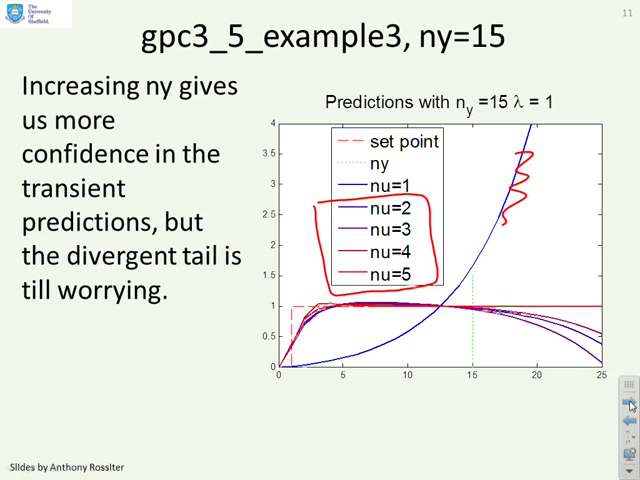 The
University
Of
Sheffield.
11
gpc3_5_example3, ny=15
Increasing ny gives
us more
confidence in the
transient
predictions, but
the divergent tail is
till worrying.
Predictions with ny =15 λ = 1
set point
ny
nu=1
nu=2
nu=3
nu=4
nu=5
4
3.5
3
2.5
2
1.5
1
0.5
0
0 5 10 15 20 25
Slides by Anthony Rossiter